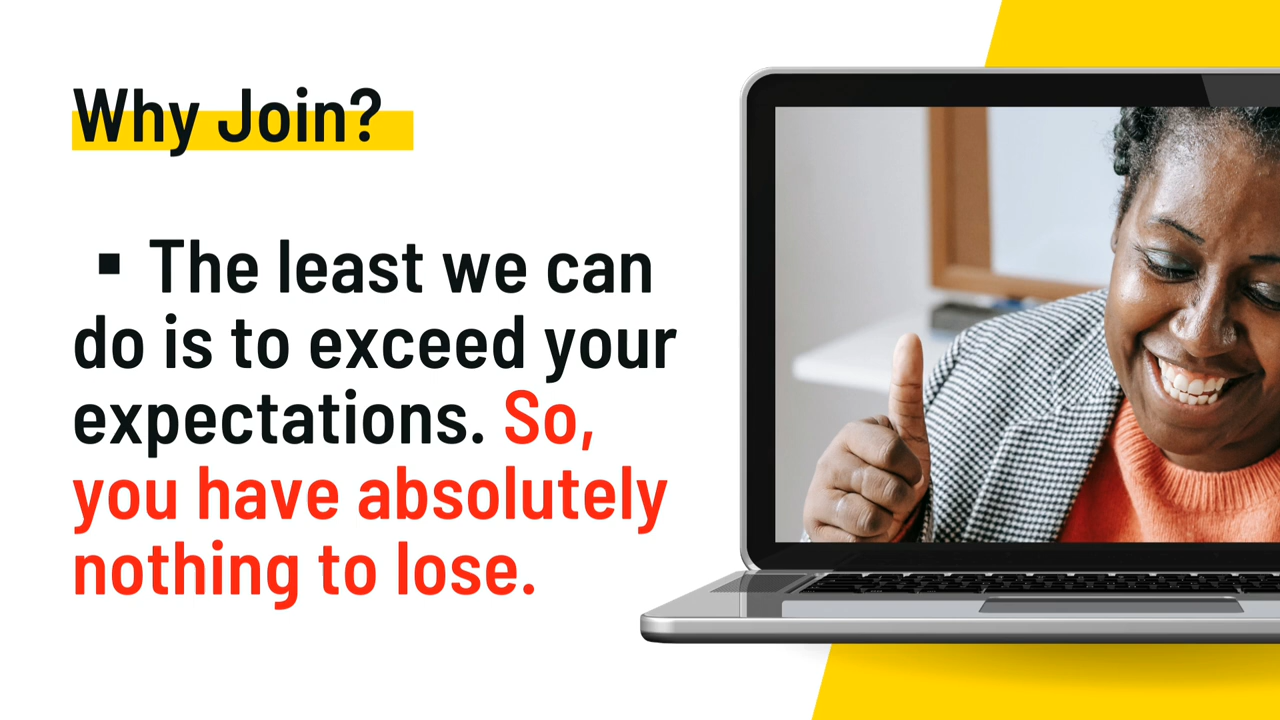 Why Join?
▪ The least we can
do is to exceed your
expectations. So,
you have absolutely
nothing to lose.